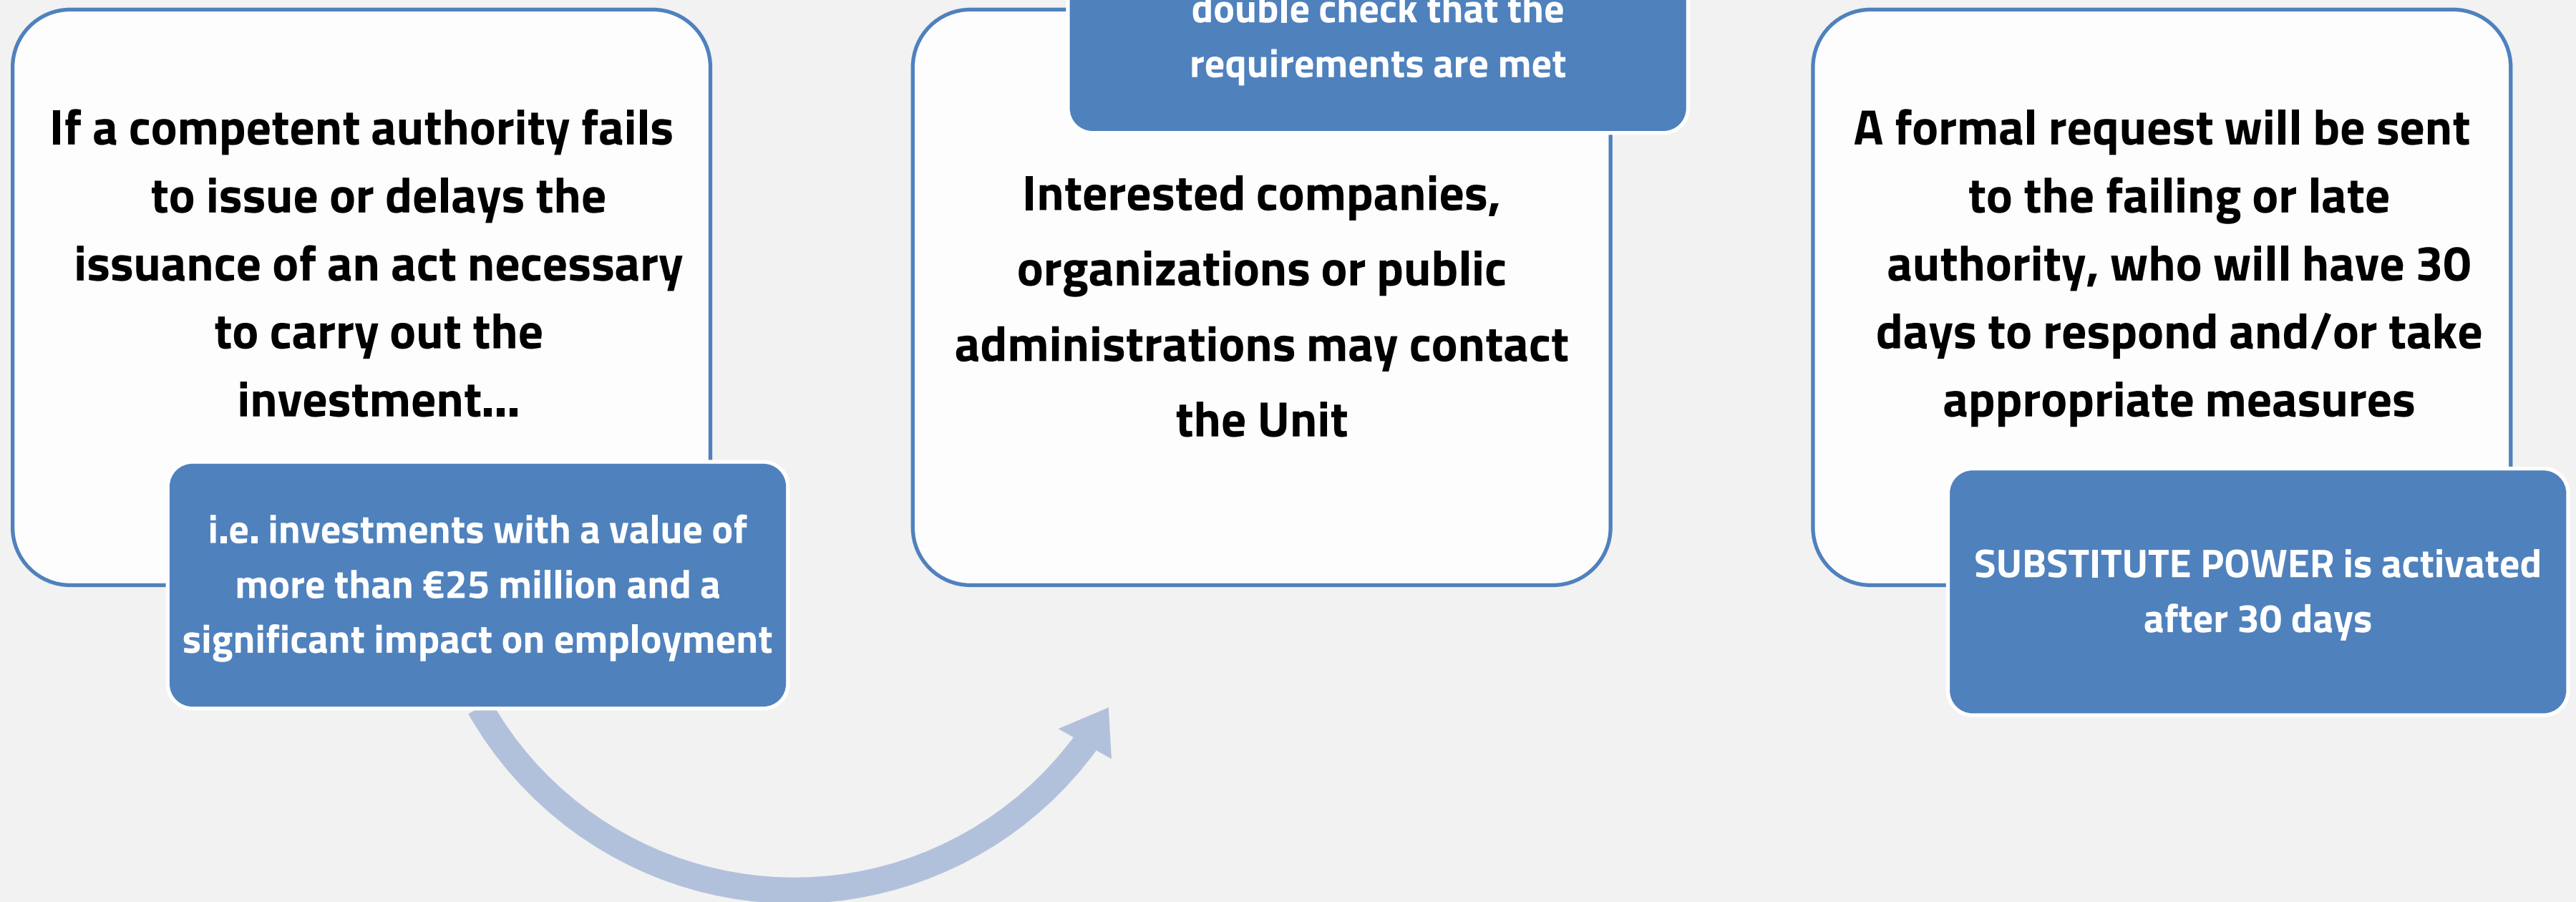 If a competent authority fails
to issue or delays the
issuance of an act necessary
to carry out the
investment...
i.e. investments with a value of
more than €25 million and a
significant impact on employment
double check that the
requirements are met
Interested companies,
organizations or public
administrations may contact
the Unit
A formal request will be sent
to the failing or late
authority, who will have 30
days to respond and/or take
appropriate measures
SUBSTITUTE POWER is activated
after 30 days